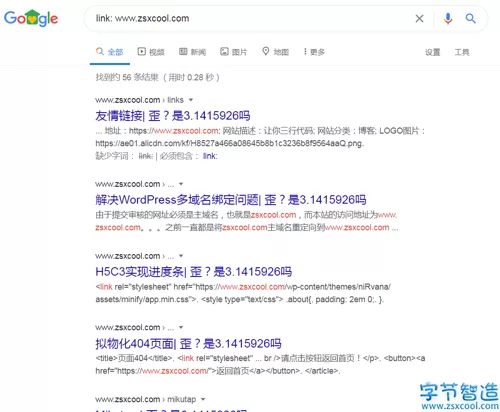 Google
link: www.zsxcool.com
全部 视频 新闻 图片 地图 更多 设置 工具
找到约 56 条结果 （用时 0.28 秒）
www.zsxcool.com › links
友情链接| 歪？是3.1415926吗
... 地址：https://www.zsxcool.com; 网站描述：让你三行代码; 网站分类：博客; LOGO图片：
https://ae01.alicdn.com/kf/H8527a466a08645b8b1c3236b8f9564aaQ.png.
缺少字词： link: | 必须包含： link:
www.zsxcool.com › ...
解决WordPress多域名绑定问题| 歪？是3.1415926吗
由于提交审核的网址必须是主域名，也就是zsxcool.com，而本站的访问地址为www.
zsxcool.com。。。之前一直都是将zsxcool.com主域名重定向到www.zsxcool.com ...
www.zsxcool.com › ...
H5C3实现进度条| 歪？是3.1415926吗
<link rel="stylesheet" href="https://www.zsxcool.com/wp-content/themes/niRvana/
assets/minify/app.min.css">. <style type="text/css"> .about{, padding: 2em 0;. }.
www.zsxcool.com › ...
拟物化404页面| 歪？是3.1415926吗
<title>页面404</title>. <link rel="stylesheet" ... br />请点击按钮返回首页！</p>. <button><a
href="https://www.zsxcool.com/">返回首页</a></button>. </article>.
www.zsxcool.com › mikutap
字节智造
www.zsxcool.com